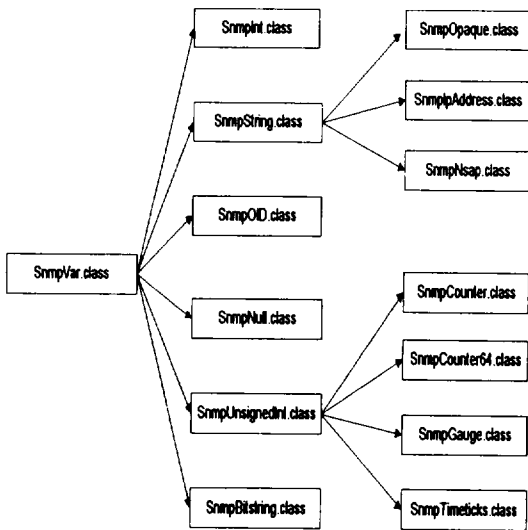 SnmpVar.class
SnmpInt.class
SnmpString.class
SnmpOID.class
SnmpNull.class
SnmpUnsignedInt.class
SnmpBitstring.class
SnmpOpaque.class
SnmpIpAddress.class
SnmpNsap.class
SnmpCounter.class
SnmpCounter64.class
SnmpGauge.class
SnmpTimeticks.class